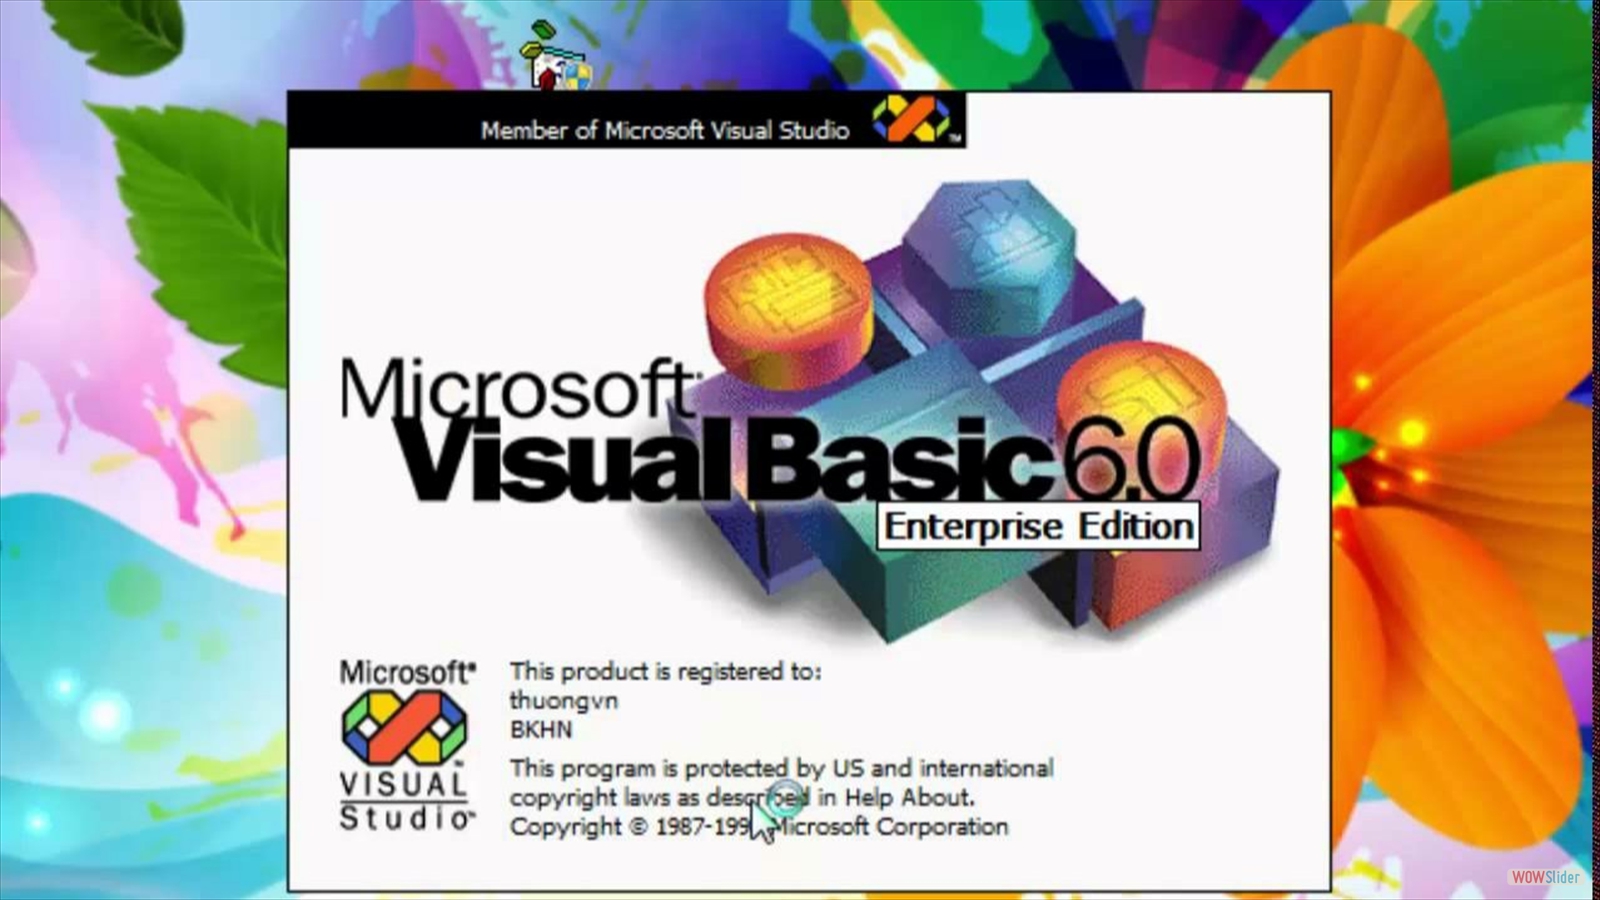 Member of Microsoft Visual Studio
Microsoft
Visual Basic 6.0
Enterprise Edition
Microsoft®
VISUAL
Studio™
This product is registered to:
thuongvn
BKHN
This program is protected by US and international
copyright laws as described in Help About.
Copyright © 1987-199 Microsoft Corporation
WOWSlider